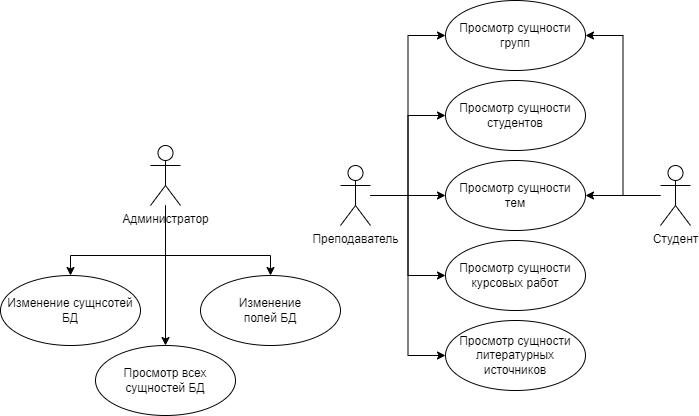 Просмотр сущности
групп
Просмотр сущности
студентов
Просмотр сущности
тем
Администратор
Преподаватель
Студент
Просмотр сущности
курсовых работ
Изменение сущнсотей
БД
Изменение
полей БД
Просмотр сущности
литературных
источников
Просмотр всех
сущностей БД